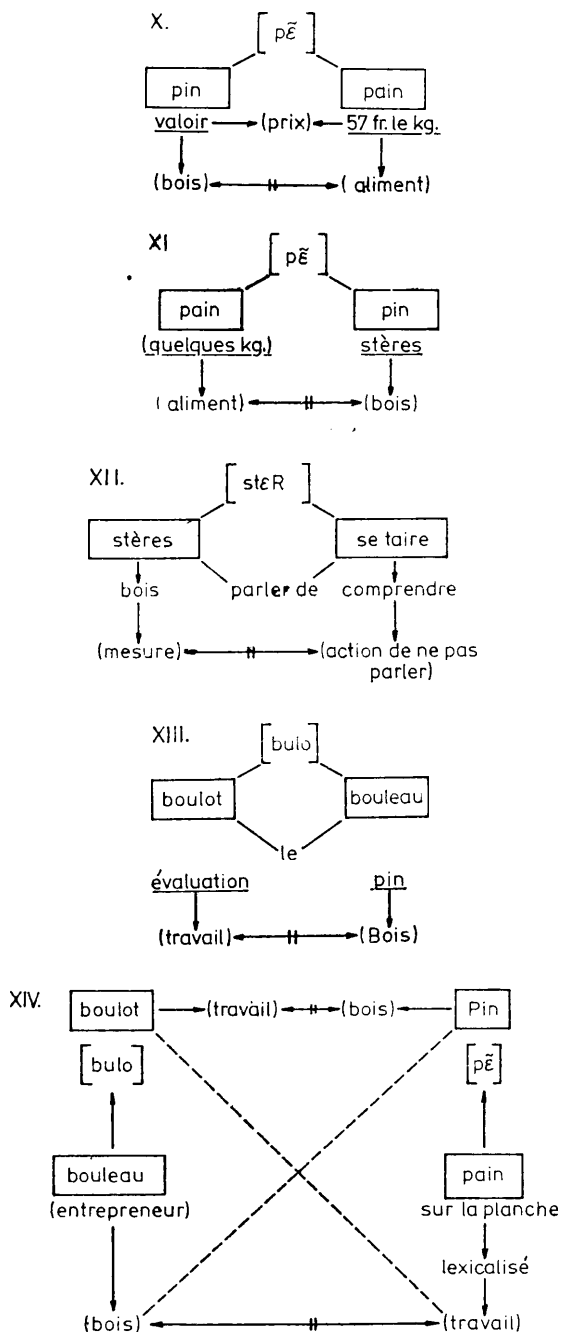 X.
[pɛ̃]
pin pain
valoir (prix) 57 fr. le kg.
(bois) (aliment)
XI
[pɛ̃]
pain pin
(quelques kg.) stères
(aliment) (bois)
XII.
[stɛR]
stères se taire
bois parler de comprendre
(mesure) (action de ne pas
parler)
XIII.
[bulo]
boulot bouleau
le
évaluation pin
(travail) (Bois)
XIV.
boulot (travail) (bois) Pin
[bulo] [pɛ̃]
bouleau pain
(entrepreneur) sur la planche
lexicalisé
(bois) (travail)